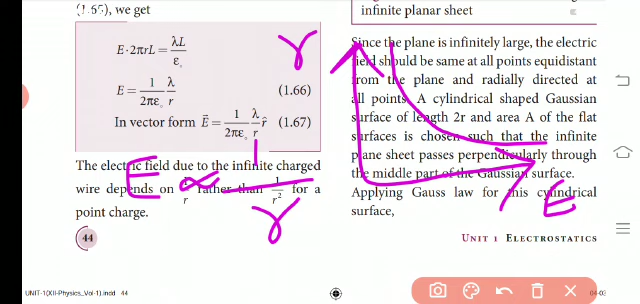 (1.65), we get
E·2πrL = λL/ε₀
E = 1/2πε₀ λ/r (1.66)
In vector form E⃗ = 1/2πε₀ λ/r r̂ (1.67)
The electric field due to the infinite charged
wire depends on 1/r rather than 1/r² for a
point charge.
E ∝ 1/r
44
r
infinite planar sheet
Since the plane is infinitely large, the electric
field should be same at all points equidistant
from the plane and radially directed at
all points. A cylindrical shaped Gaussian
surface of length 2r and area A of the flat
surfaces is chosen such that the infinite
plane sheet passes perpendicularly through
the middle part of the Gaussian surface.
Applying Gauss law for this cylindrical
surface,
E
UNIT 1 ELECTROSTATICS
UNIT-1(XII-Physics_Vol-1).indd 44
04-03